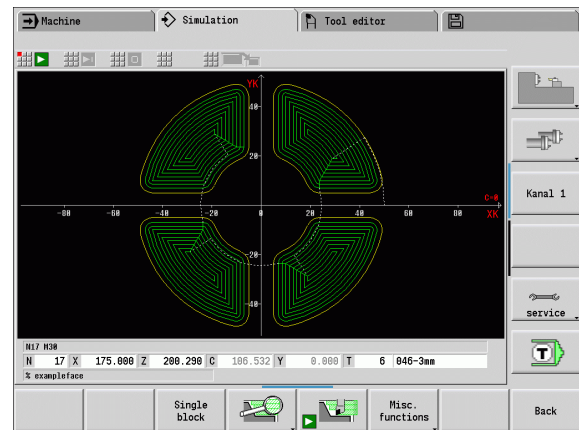 Machine
Simulation
Tool editor
YK
40
20
C=0
-80
-60
-40
-20
0
20
40
60
80
XK
-20
-40
Kanal 1
service
T
N17 M30
N 17 X 175.000 Z 200.290 C 106.532 Y 0.000 T 6 046-3mm
% exampleface
Single
block
Misc.
functions
Back